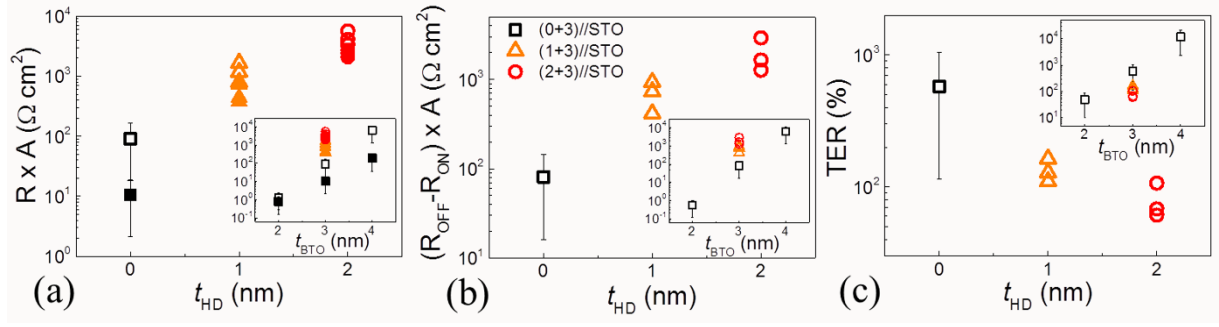 10^4
10^3
10^2
10^1
10^0
R x A (Ω cm^2)
10^4
10^3
10^2
10^1
10^0
10^-1
2 3 4
t_BTO (nm)
0 1 2
t_HD (nm)
(a)
(0+3)//STO
(1+3)//STO
(2+3)//STO
10^3
10^2
10^1
(R_OFF-R_ON) x A (Ω cm^2)
10^4
10^3
10^2
10^1
10^0
10^-1
2 3 4
t_BTO (nm)
0 1 2
t_HD (nm)
(b)
10^3
10^2
TER (%)
10^4
10^3
10^2
10^1
2 3 4
t_BTO (nm)
0 1 2
t_HD (nm)
(c)